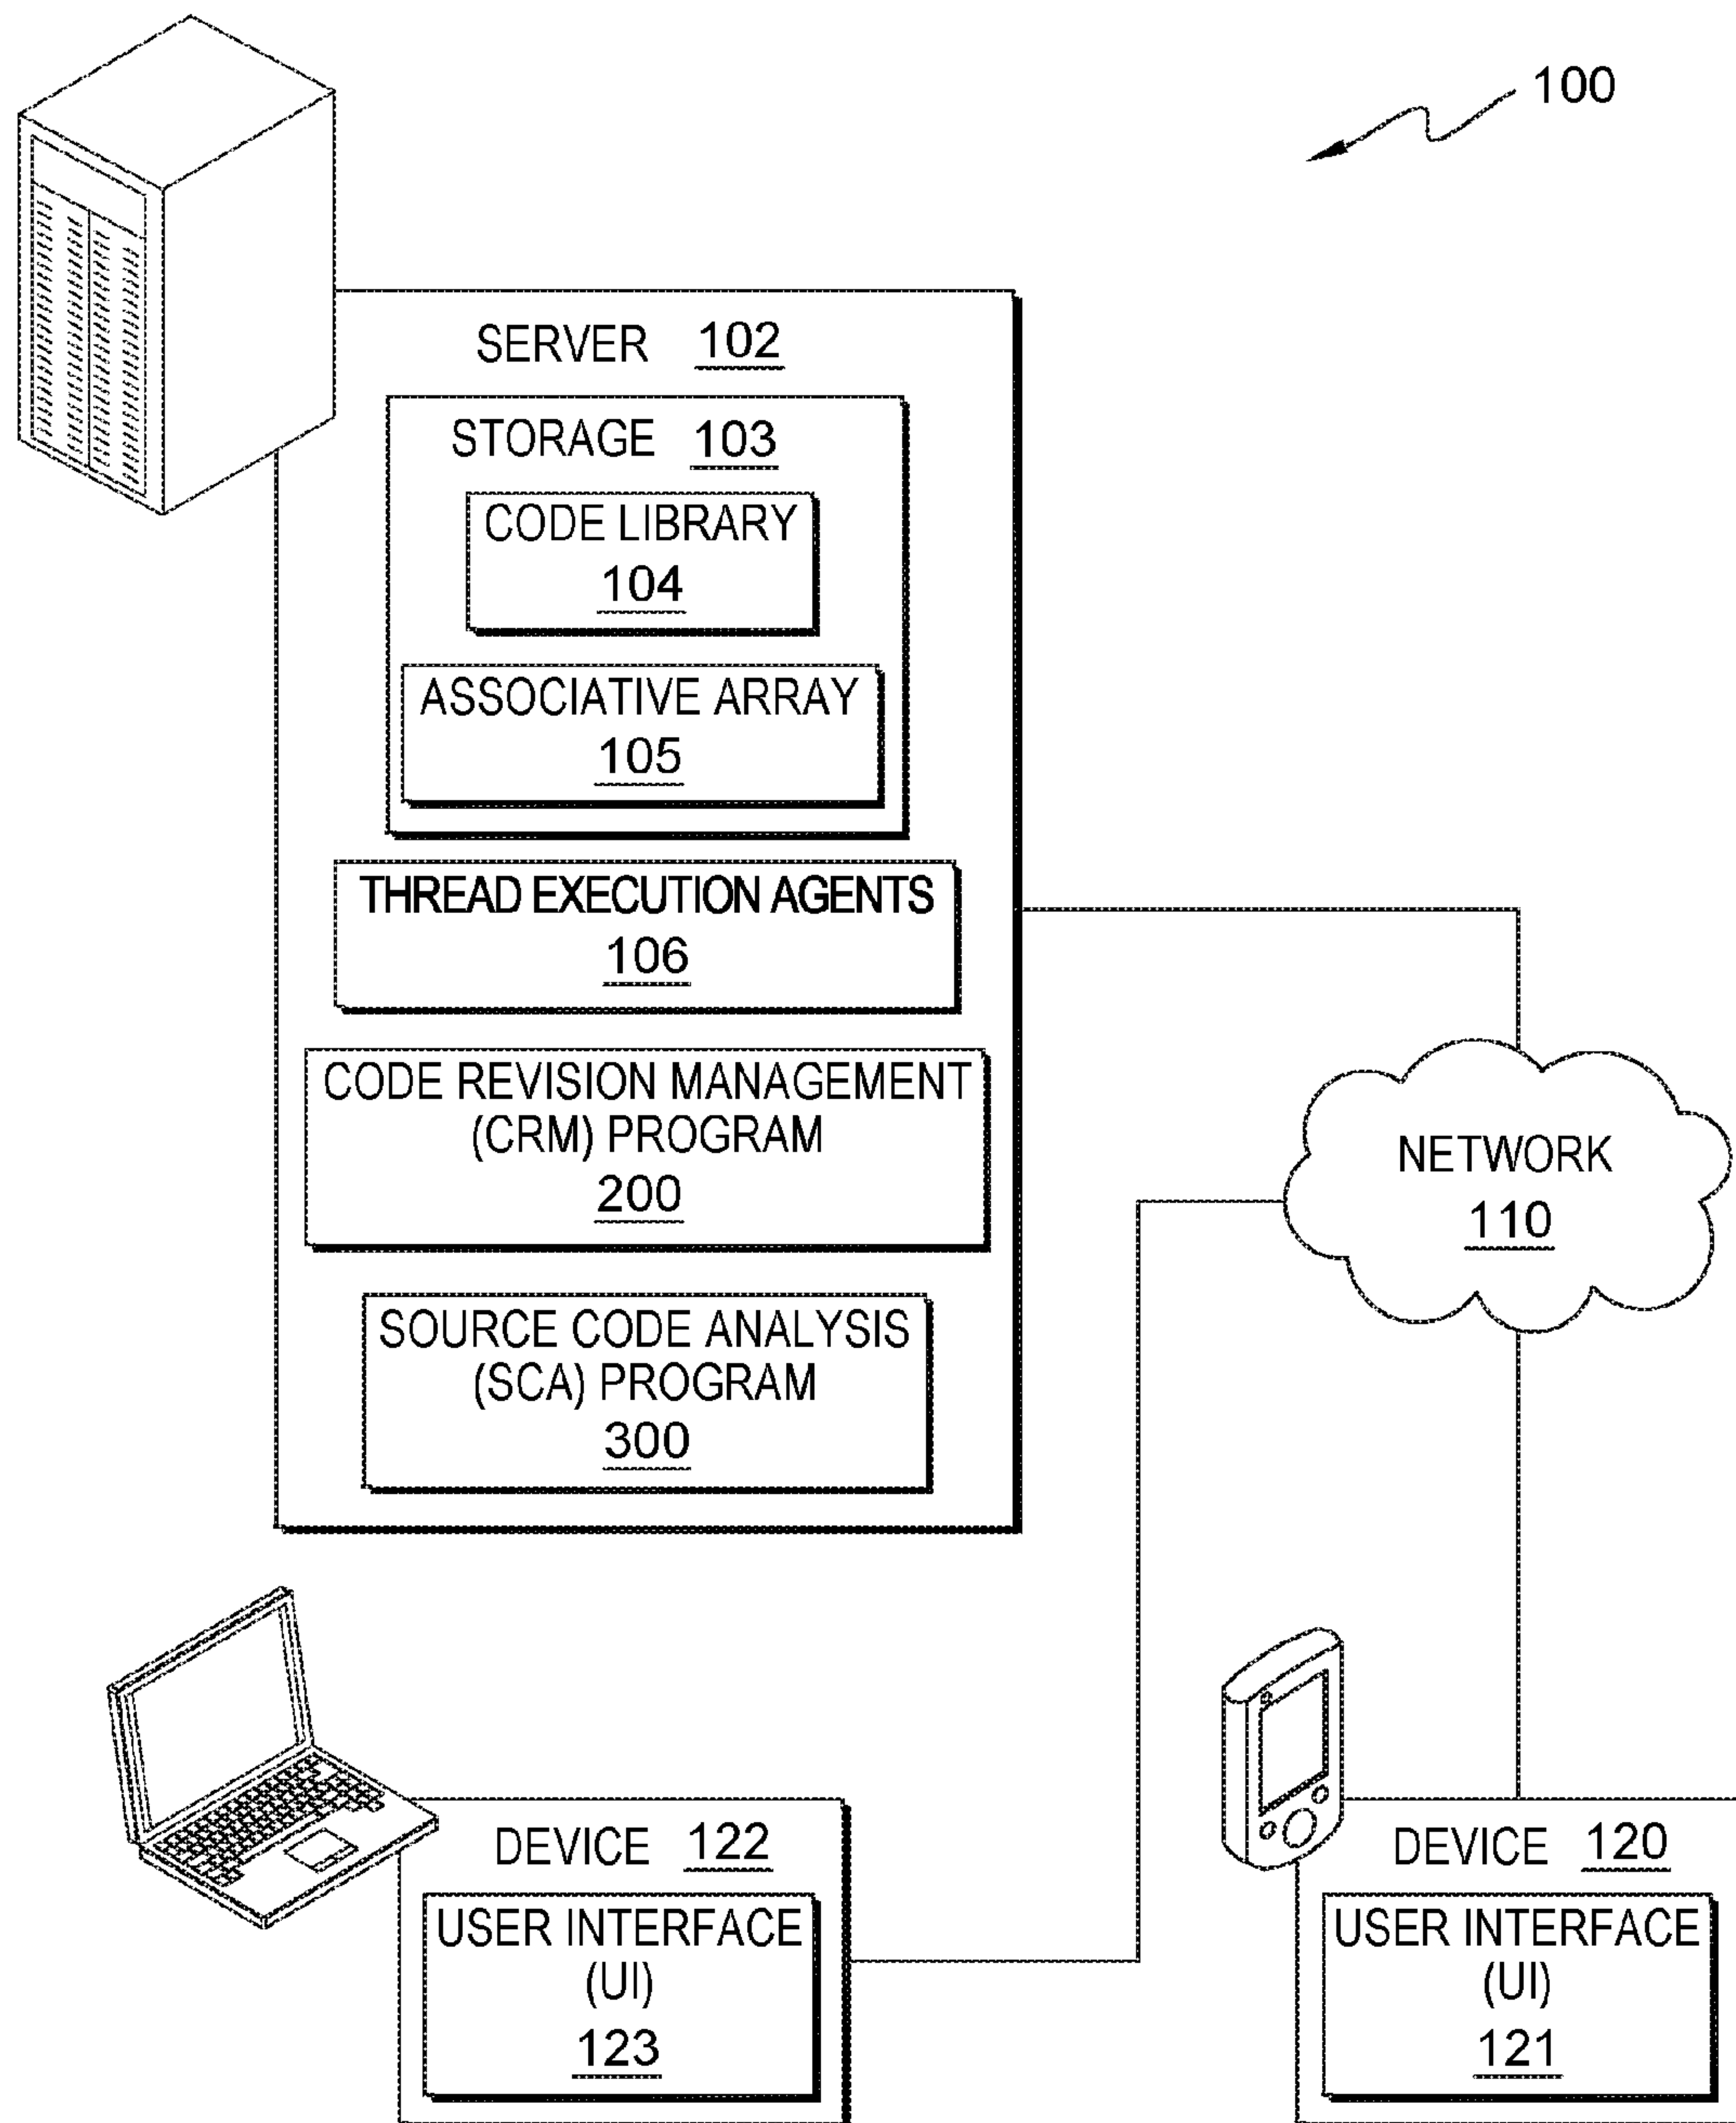 100
SERVER 102
STORAGE 103
CODE LIBRARY
104
ASSOCIATIVE ARRAY
105
THREAD EXECUTION AGENTS
106
CODE REVISION MANAGEMENT
(CRM) PROGRAM
200
SOURCE CODE ANALYSIS
(SCA) PROGRAM
300
NETWORK
110
DEVICE 122
USER INTERFACE
(UI)
123
DEVICE 120
USER INTERFACE
(UI)
121